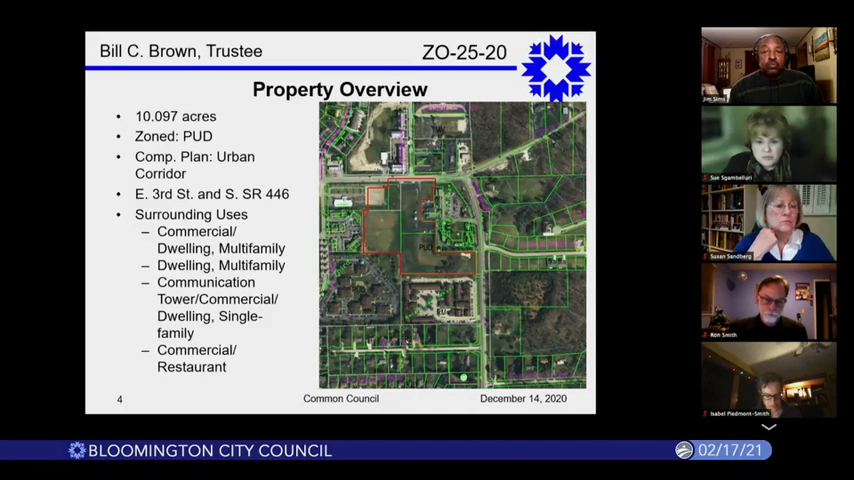 Bill C. Brown, Trustee
ZO-25-20
Property Overview
• 10.097 acres
• Zoned: PUD
• Comp. Plan: Urban
Corridor
• E. 3rd St. and S. SR 446
• Surrounding Uses
– Commercial/
Dwelling, Multifamily
– Dwelling, Multifamily
– Communication
Tower/Commercial/
Dwelling, Single-
family
– Commercial/
Restaurant
PUD
4
Common Council
December 14, 2020
Jim Sims
Sue Sgambelluri
Susan Sandberg
Ron Smith
Isabel Piedmont-Smith
BLOOMINGTON CITY COUNCIL
02/17/21